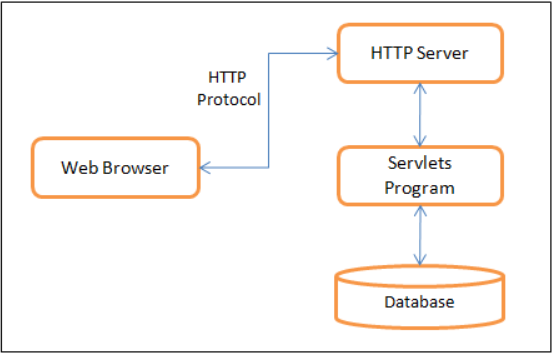 HTTP Server
HTTP
Protocol
Web Browser
Servlets
Program
Database